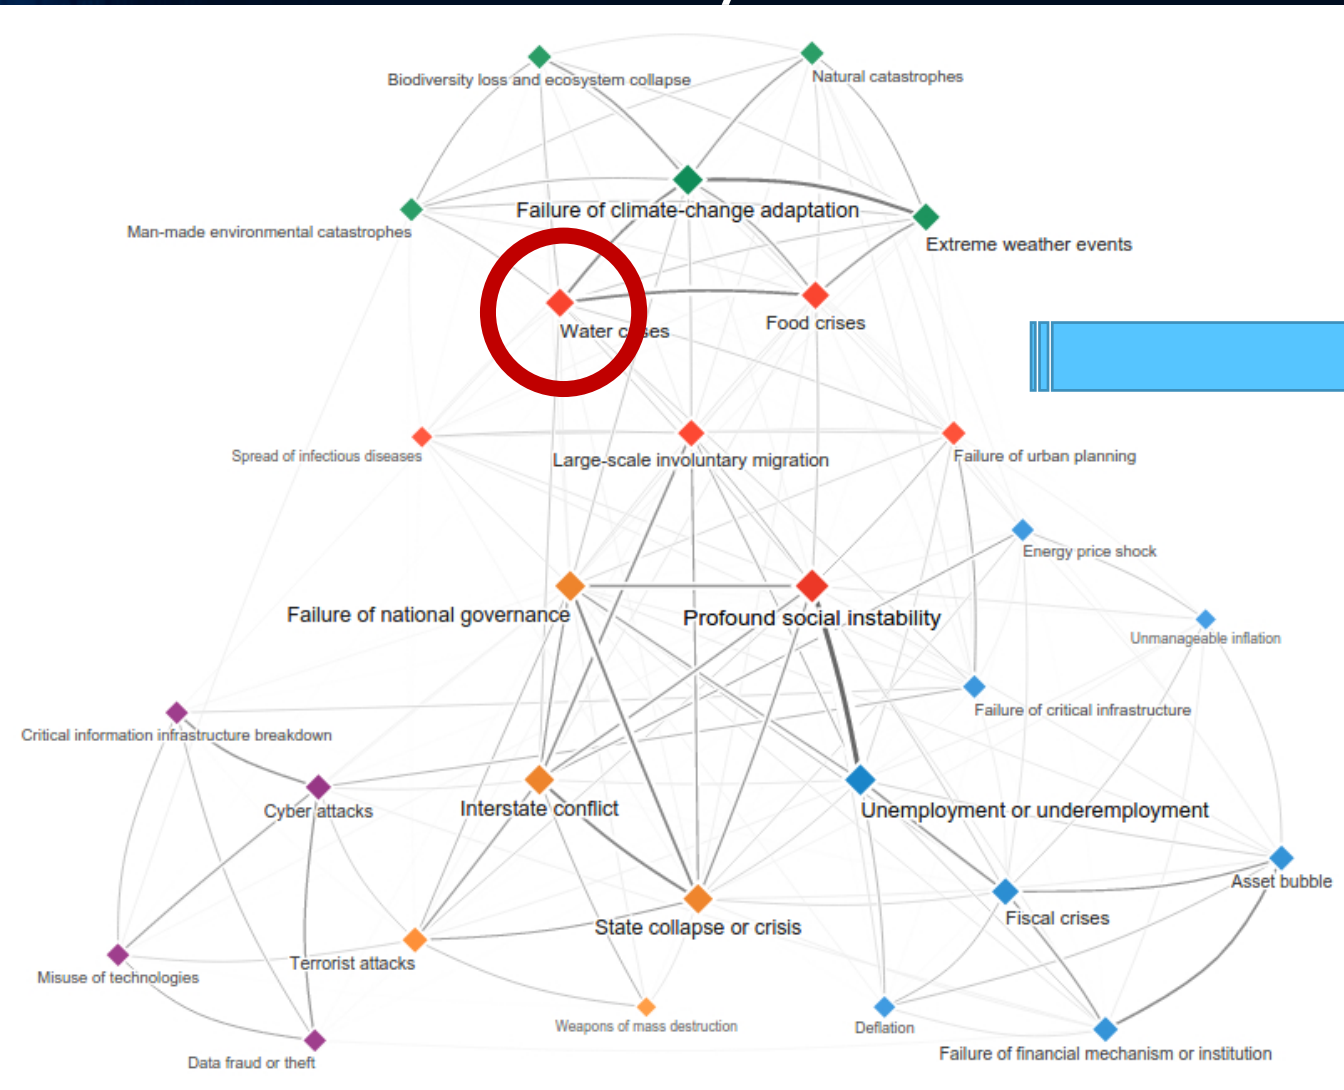 Biodiversity loss and ecosystem collapse
Natural catastrophes
Failure of climate-change adaptation
Man-made environmental catastrophes
Extreme weather events
Water crises
Food crises
Spread of infectious diseases
Large-scale involuntary migration
Failure of urban planning
Energy price shock
Failure of national governance
Profound social instability
Unmanageable inflation
Failure of critical infrastructure
Critical information infrastructure breakdown
Cyber attacks
Interstate conflict
Unemployment or underemployment
Asset bubble
State collapse or crisis
Fiscal crises
Terrorist attacks
Misuse of technologies
Weapons of mass destruction
Deflation
Failure of financial mechanism or institution
Data fraud or theft